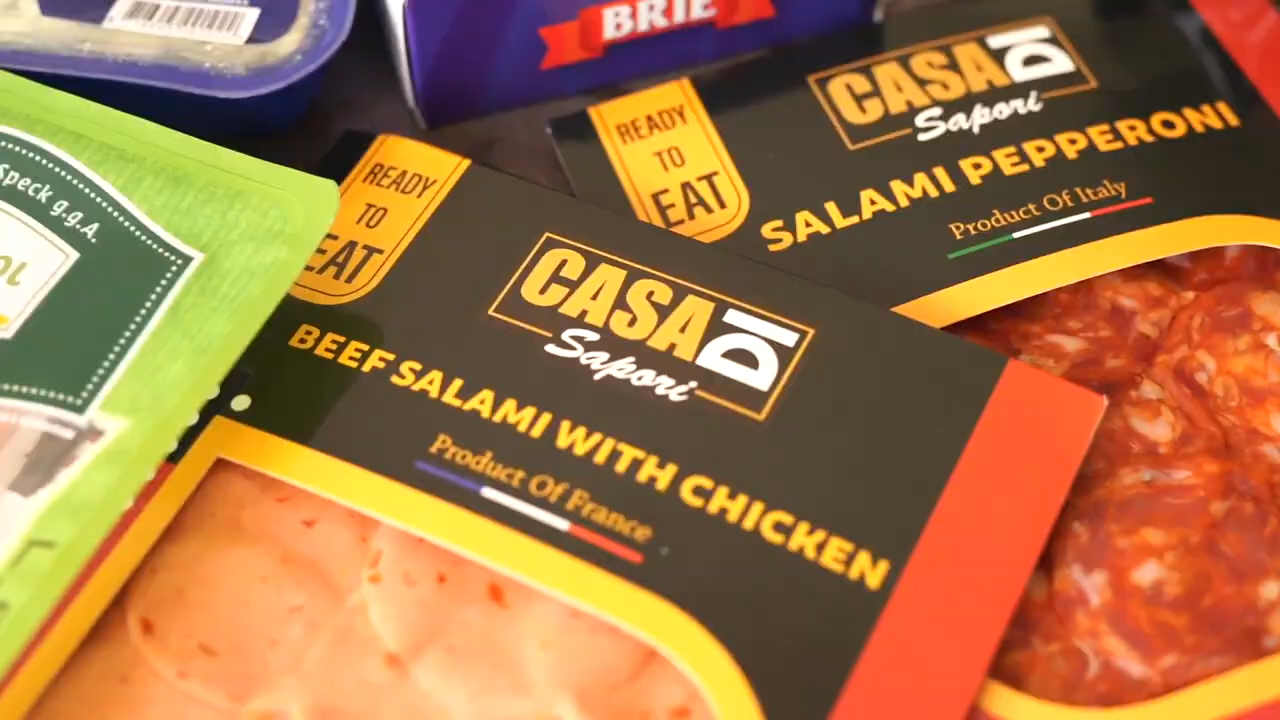 BRIE
READY
TO
EAT
CASA DI
Sapori
SALAMI PEPPERONI
Product Of Italy
Speck g.g.A.
READY
TO
EAT
CASA DI
Sapori
BEEF SALAMI WITH CHICKEN
Product Of France